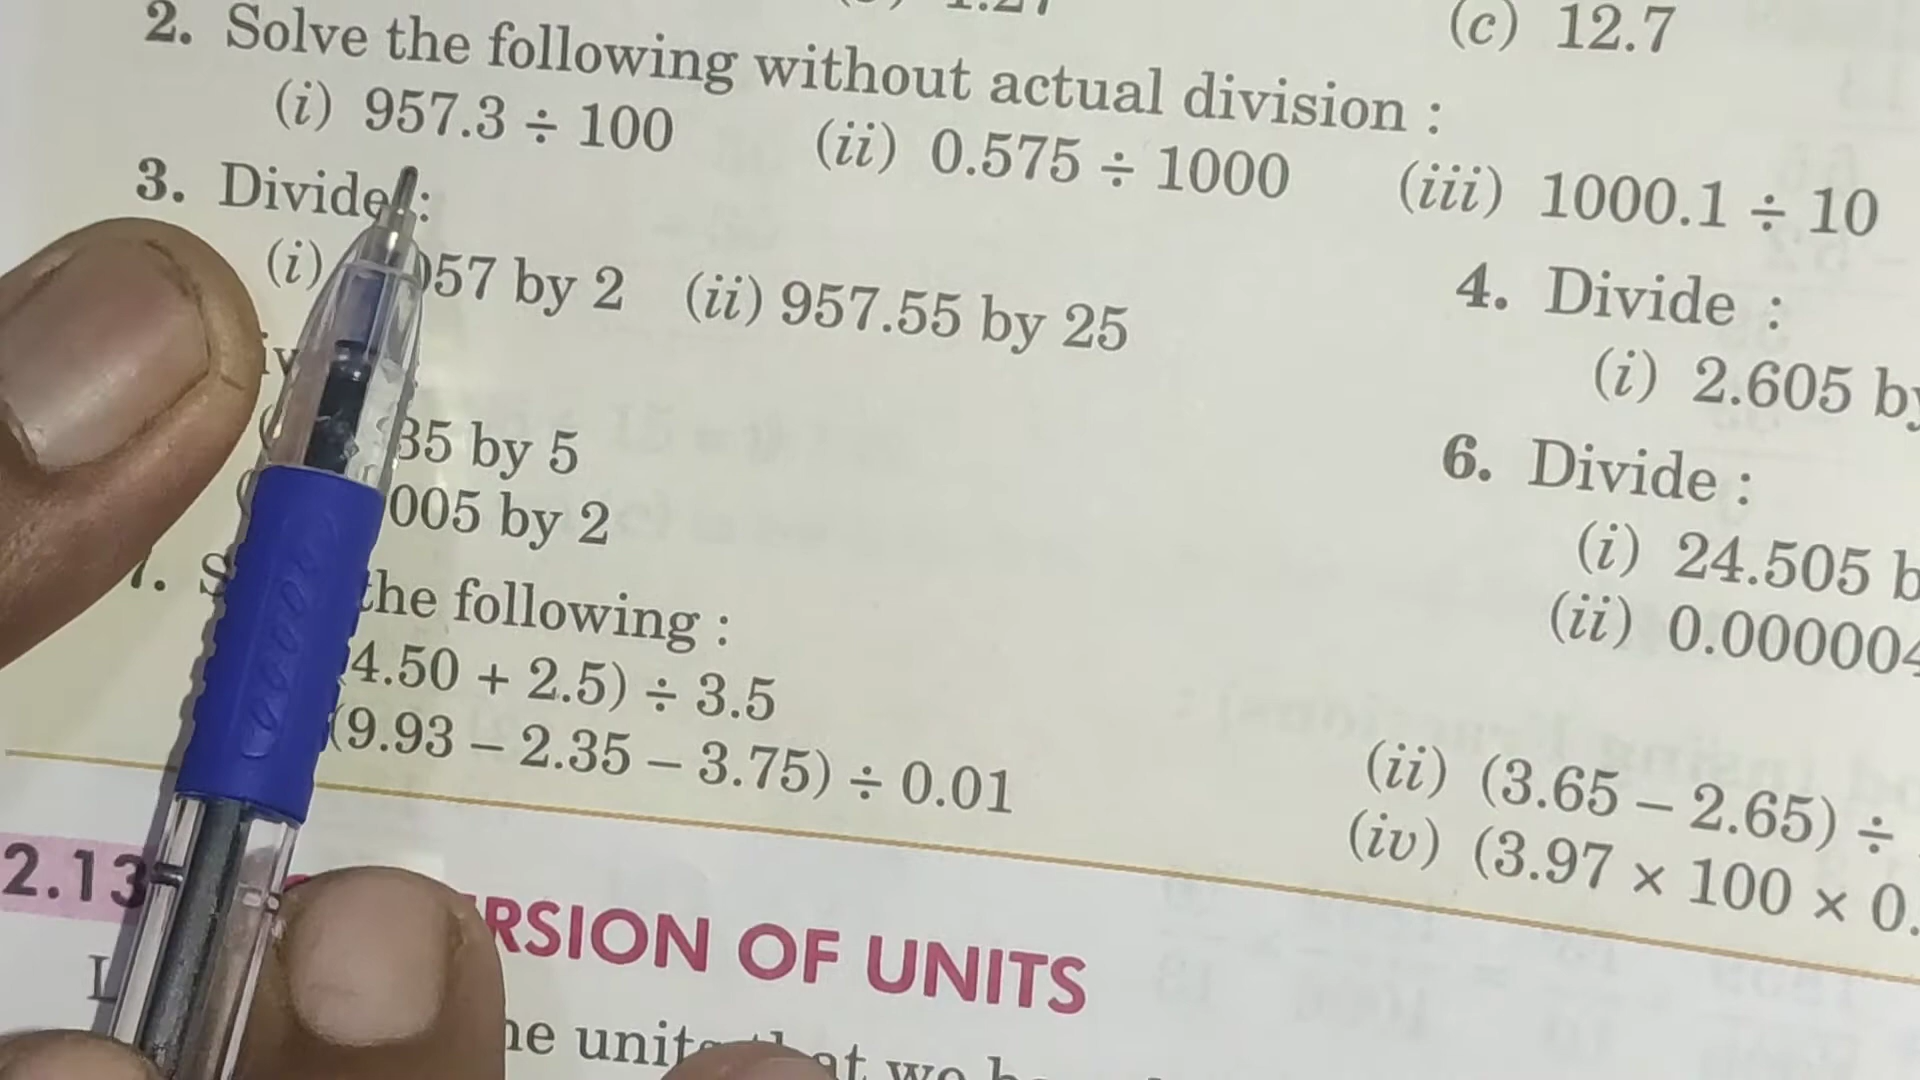 (c) 12.7
2. Solve the following without actual division :
(i) 957.3 ÷ 100 (ii) 0.575 ÷ 1000 (iii) 1000.1 ÷ 10
3. Divide :
(i) 57 by 2 (ii) 957.55 by 25
4. Divide :
(i) 2.605
35 by 5
005 by 2
6. Divide :
(i) 24.505
(ii) 0.000004
the following :
(4.50 + 2.5) ÷ 3.5
(ii) (3.65 – 2.65) ÷
(9.93 – 2.35 – 3.75) ÷ 0.01
(iv) (3.97 × 100 × 0.
2.13
RSION OF UNITS